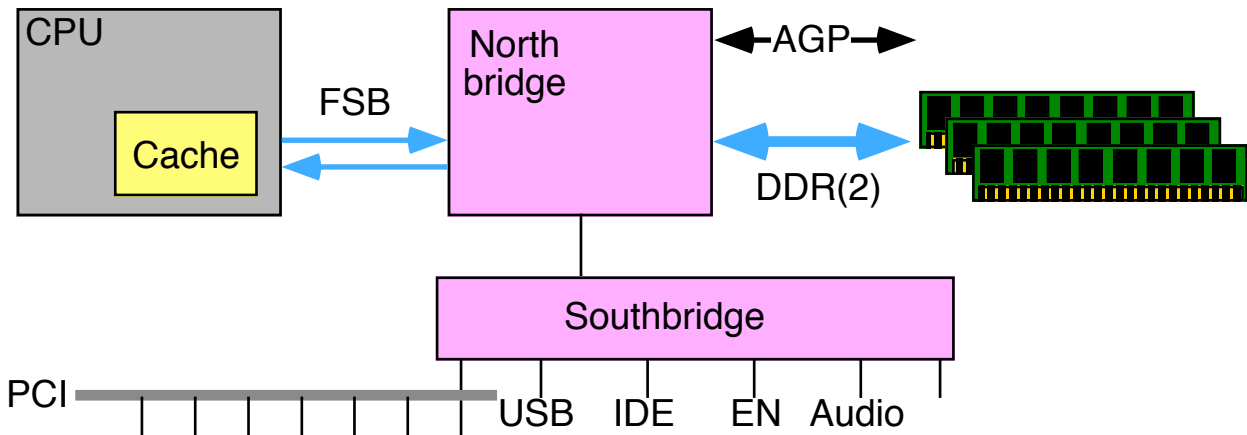 CPU
Cache
FSB
North
bridge
AGP
DDR(2)
Southbridge
PCI
USB
IDE
EN
Audio